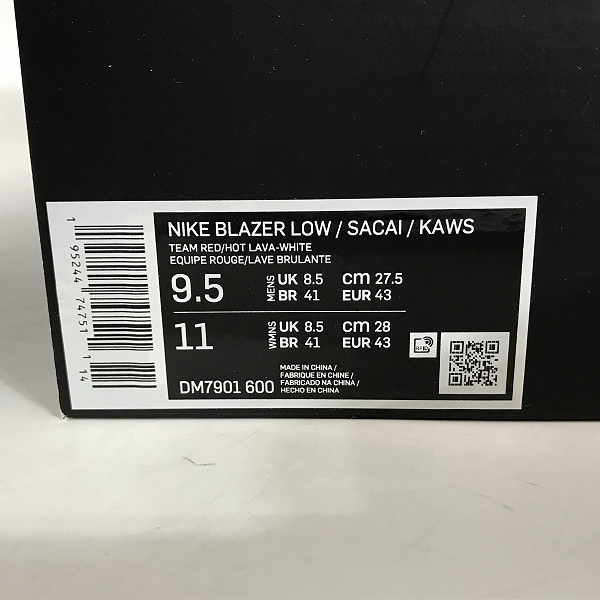 NIKE BLAZER LOW / SACAI / KAWS
TEAM RED/HOT LAVA-WHITE
EQUIPE ROUGE/LAVE BRULANTE
9.5 MENS UK 8.5 cm 27.5
BR 41 EUR 43
11 WMNS UK 8.5 cm 28
BR 41 EUR 43
DM7901 600
MADE IN CHINA /
FABRIQUE EN CHINE /
FABRICADO NA CHINA /
HECHO EN CHINA
RFID
1 95244 74751 14